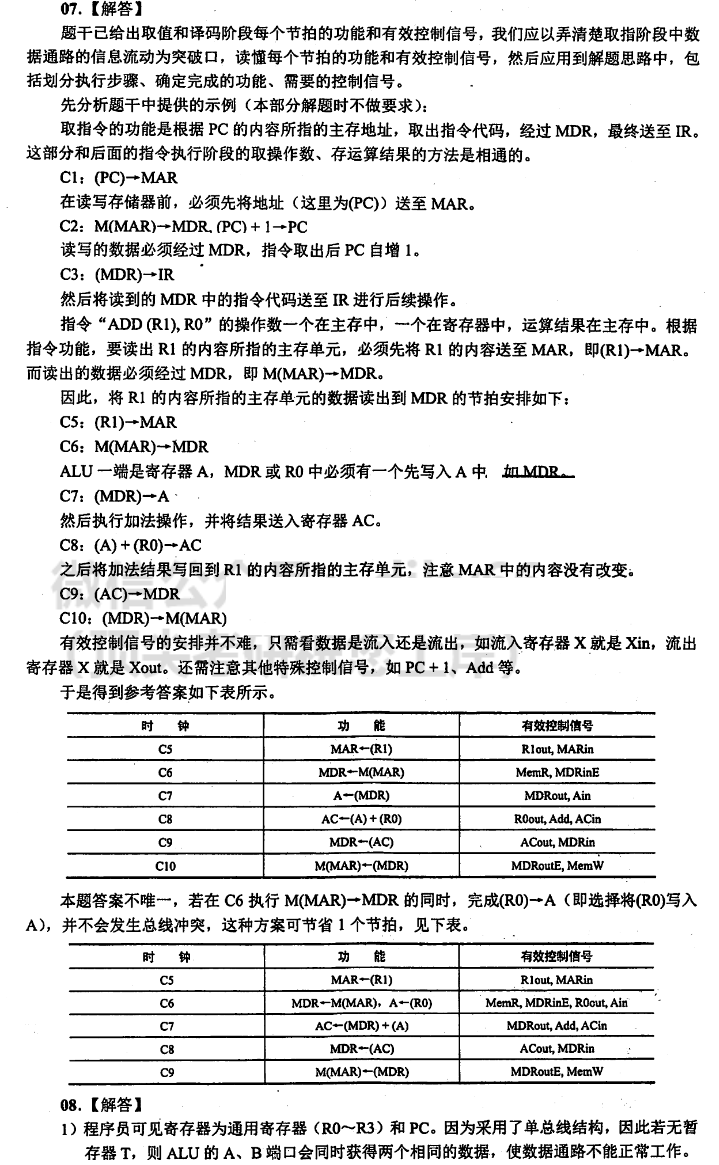 07.【解答】
题干已给出取值和译码阶段每个节拍的功能和有效控制信号，我们应以弄清楚取指阶段中数
据通路的信息流动为突破口，读懂每个节拍的功能和有效控制信号，然后应用到解题思路中，包
括划分执行步骤、确定完成的功能、需要的控制信号。
先分析题干中提供的示例（本部分解题时不做要求）：
取指令的功能是根据 PC 的内容所指的主存地址，取出指令代码，经过 MDR，最终送至 IR。
这部分和后面的指令执行阶段的取操作数、存运算结果的方法是相通的。
C1：(PC)→MAR
在读写存储器前，必须先将地址（这里为(PC)）送至 MAR。
C2：M(MAR)→MDR, (PC) + 1→PC
读写的数据必须经过 MDR，指令取出后 PC 自增 1。
C3：(MDR)→IR
然后将读到的 MDR 中的指令代码送至 IR 进行后续操作。
指令“ADD (R1), R0”的操作数一个在主存中，一个在寄存器中，运算结果在主存中。根据
指令功能，要读出 R1 的内容所指的主存单元，必须先将 R1 的内容送至 MAR，即(R1)→MAR。
而读出的数据必须经过 MDR，即 M(MAR)→MDR。
因此，将 R1 的内容所指的主存单元的数据读出到 MDR 的节拍安排如下：
C5：(R1)→MAR
C6：M(MAR)→MDR
ALU 一端是寄存器 A，MDR 或 R0 中必须有一个先写入 A 中，如 MDR。
C7：(MDR)→A
然后执行加法操作，并将结果送入寄存器 AC。
C8：(A) + (R0)→AC
之后将加法结果写回到 R1 的内容所指的主存单元，注意 MAR 中的内容没有改变。
C9：(AC)→MDR
C10：(MDR)→M(MAR)
有效控制信号的安排并不难，只需看数据是流入还是流出，如流入寄存器 X 就是 Xin，流出
寄存器 X 就是 Xout。还需注意其他特殊控制信号，如 PC + 1、Add 等。
于是得到参考答案如下表所示。
时 钟 功 能 有效控制信号
C5 MAR←(R1) R1out, MARin
C6 MDR←M(MAR) MemR, MDRinE
C7 A←(MDR) MDRout, Ain
C8 AC←(A) + (R0) R0out, Add, ACin
C9 MDR←(AC) ACout, MDRin
C10 M(MAR)←(MDR) MDRoutE, MemW
本题答案不唯一，若在 C6 执行 M(MAR)→MDR 的同时，完成(R0)→A（即选择将(R0)写入
A），并不会发生总线冲突，这种方案可节省 1 个节拍，见下表。
时 钟 功 能 有效控制信号
C5 MAR←(R1) R1out, MARin
C6 MDR←M(MAR)，A←(R0) MemR, MDRinE, R0out, Ain
C7 AC←(MDR) + (A) MDRout, Add, ACin
C8 MDR←(AC) ACout, MDRin
C9 M(MAR)←(MDR) MDRoutE, MemW
08.【解答】
1）程序员可见寄存器为通用寄存器（R0～R3）和 PC。因为采用了单总线结构，因此若无暂
存器 T，则 ALU 的 A、B 端口会同时获得两个相同的数据，使数据通路不能正常工作。